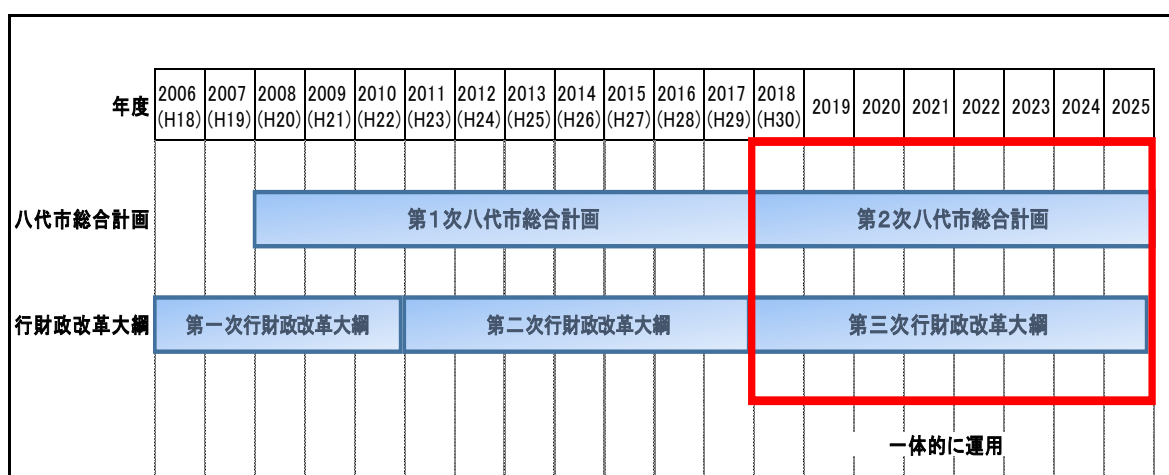 年度 2006 2007 2008 2009 2010 2011 2012 2013 2014 2015 2016 2017 2018 2019 2020 2021 2022 2023 2024 2025
(H18) (H19) (H20) (H21) (H22) (H23) (H24) (H25) (H26) (H27) (H28) (H29) (H30)
八代市総合計画 第1次八代市総合計画 第2次八代市総合計画
行財政改革大綱 第一次行財政改革大綱 第二次行財政改革大綱 第三次行財政改革大綱
一体的に運用